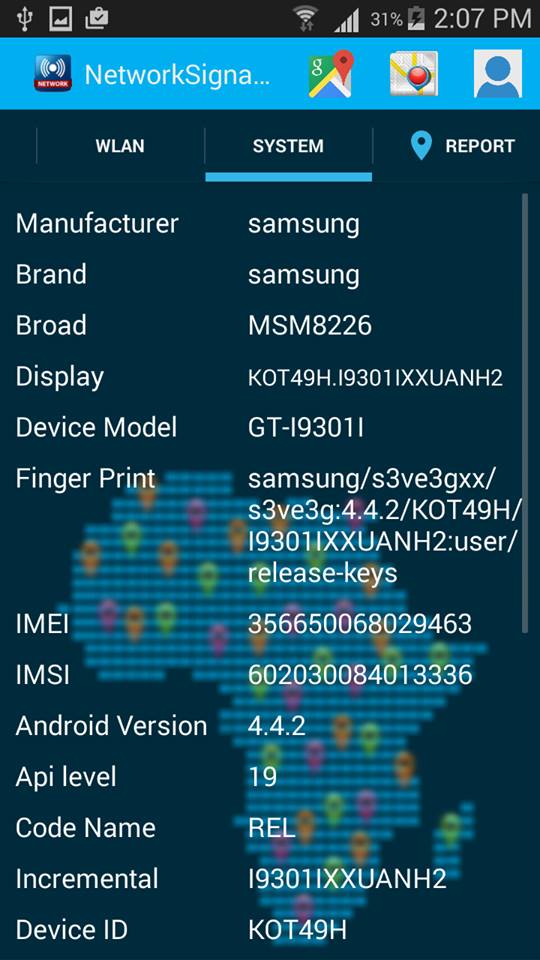 31% 2:07 PM
NETWORK NetworkSigna... g
WLAN SYSTEM REPORT
Manufacturer samsung
Brand samsung
Broad MSM8226
Display KOT49H.I9301IXXUANH2
Device Model GT-I9301I
Finger Print samsung/s3ve3gxx/
s3ve3g:4.4.2/KOT49H/
I9301IXXUANH2:user/
release-keys
IMEI 356650068029463
IMSI 602030084013336
Android Version 4.4.2
Api level 19
Code Name REL
Incremental I9301IXXUANH2
Device ID KOT49H